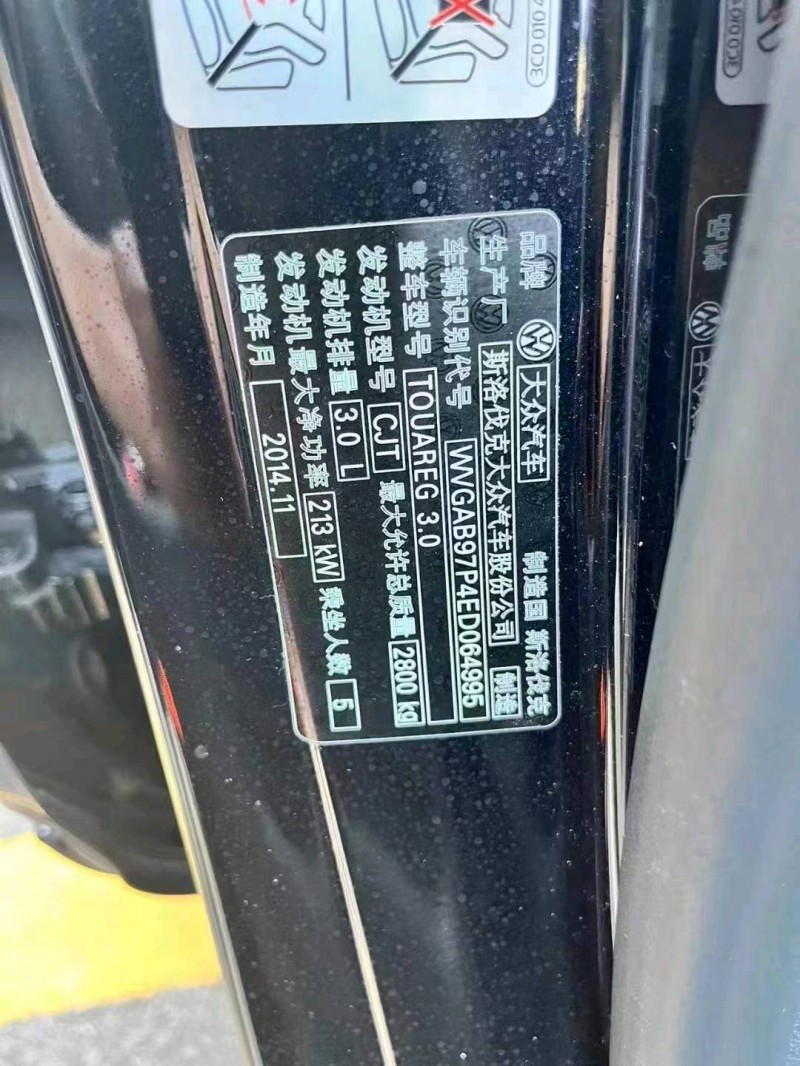 3C0 010 4
品牌 大众汽车 制造国 斯洛伐克
生产厂 斯洛伐克大众汽车股份公司 制造
车辆识别代号 WVGAB97P4ED064995
整车型号 TOUAREG 3.0
发动机型号 CJT 最大允许总质量 2800 kg
发动机排量 3.0 L
发动机最大净功率 213 kW 乘坐人数 5
制造年月 2014.11